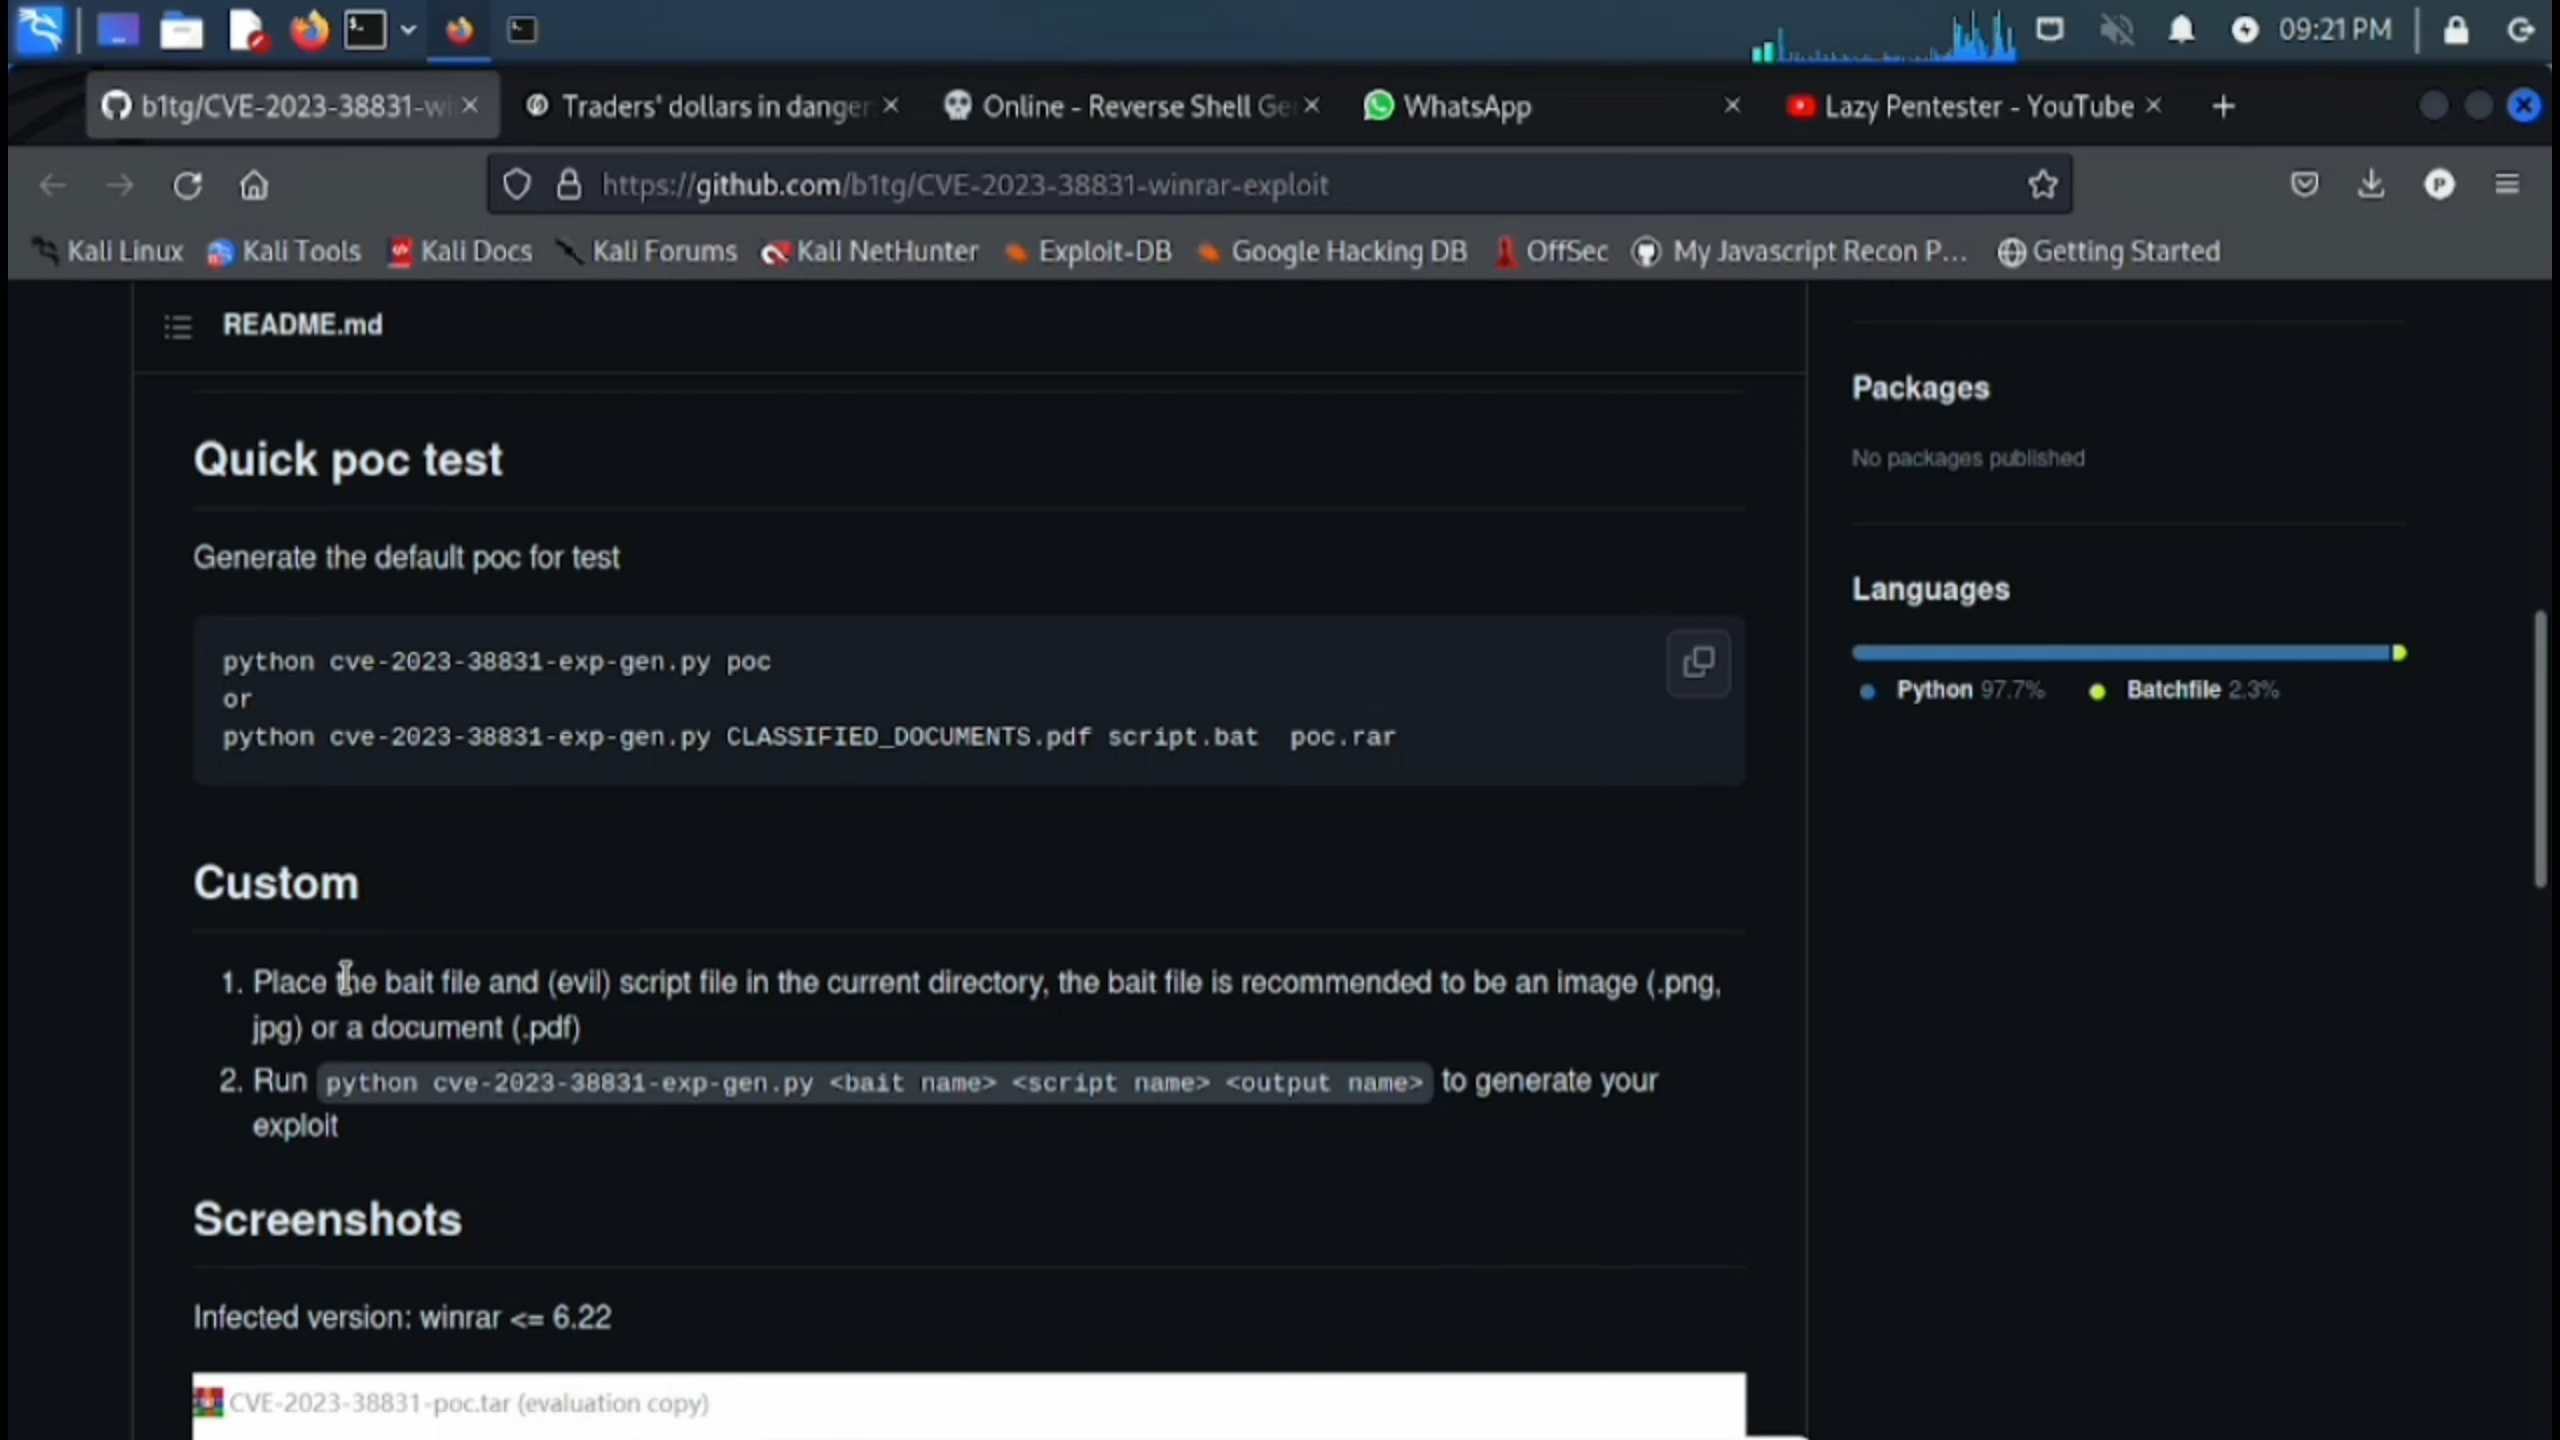 09:21 PM
b1tg/CVE-2023-38831-wi
Traders' dollars in danger
Online - Reverse Shell Ge
WhatsApp
Lazy Pentester - YouTube
https://github.com/b1tg/CVE-2023-38831-winrar-exploit
P
Kali Linux
Kali Tools
Kali Docs
Kali Forums
Kali NetHunter
Exploit-DB
Google Hacking DB
OffSec
My Javascript Recon P...
Getting Started
README.md
Quick poc test
Generate the default poc for test
python cve-2023-38831-exp-gen.py poc
or
python cve-2023-38831-exp-gen.py CLASSIFIED_DOCUMENTS.pdf script.bat  poc.rar
Custom
1. Place the bait file and (evil) script file in the current directory, the bait file is recommended to be an image (.png,
jpg) or a document (.pdf)
2. Run python cve-2023-38831-exp-gen.py <bait name> <script name> <output name> to generate your
exploit
Screenshots
Infected version: winrar <= 6.22
CVE-2023-38831-poc.tar (evaluation copy)
Packages
No packages published
Languages
Python 97.7%
Batchfile 2.3%